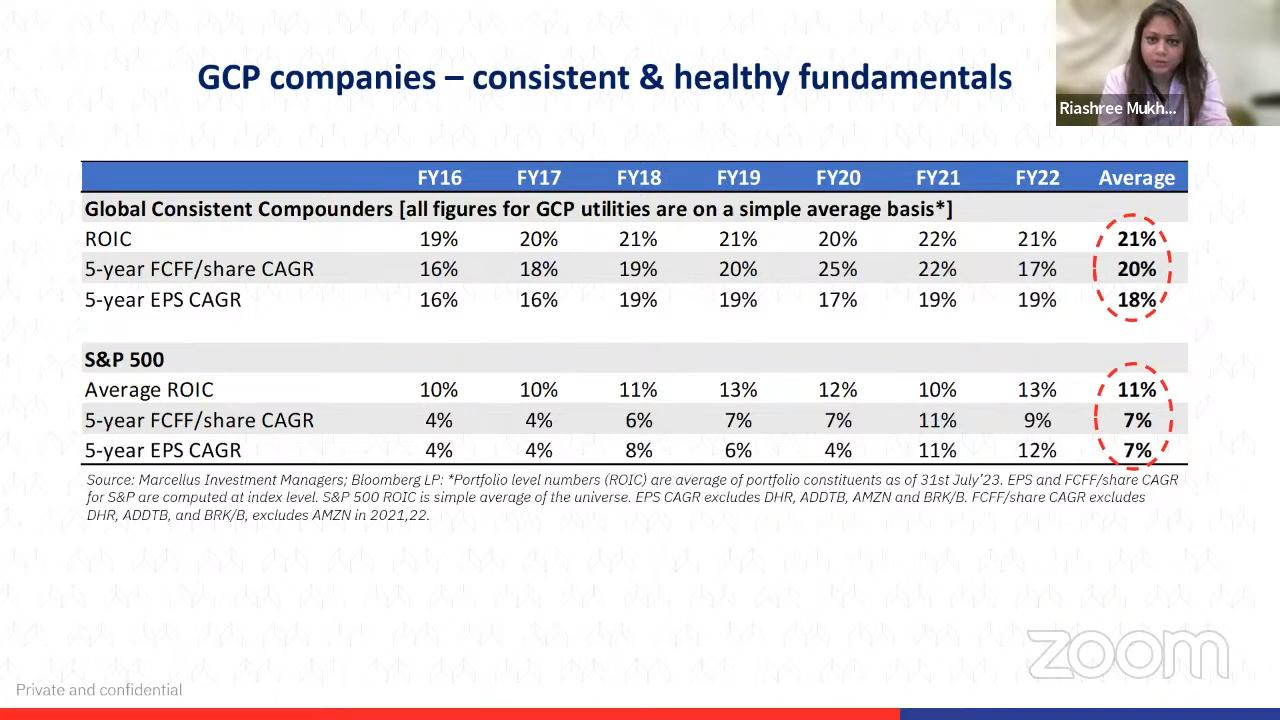 GCP companies – consistent & healthy fundamentals
Riashree Mukh...
FY16 FY17 FY18 FY19 FY20 FY21 FY22 Average
Global Consistent Compounders [all figures for GCP utilities are on a simple average basis*]
ROIC 19% 20% 21% 21% 20% 22% 21% 21%
5-year FCFF/share CAGR 16% 18% 19% 20% 25% 22% 17% 20%
5-year EPS CAGR 16% 16% 19% 19% 17% 19% 19% 18%
S&P 500
Average ROIC 10% 10% 11% 13% 12% 10% 13% 11%
5-year FCFF/share CAGR 4% 4% 6% 7% 7% 11% 9% 7%
5-year EPS CAGR 4% 4% 8% 6% 4% 11% 12% 7%
Source: Marcellus Investment Managers; Bloomberg LP: *Portfolio level numbers (ROIC) are average of portfolio constituents as of 31st July'23. EPS and FCFF/share CAGR
for S&P are computed at index level. S&P 500 ROIC is simple average of the universe. EPS CAGR excludes DHR, ADDTB, AMZN and BRK/B. FCFF/share CAGR excludes
DHR, ADDTB, and BRK/B, excludes AMZN in 2021,22.
zoom
Private and confidential